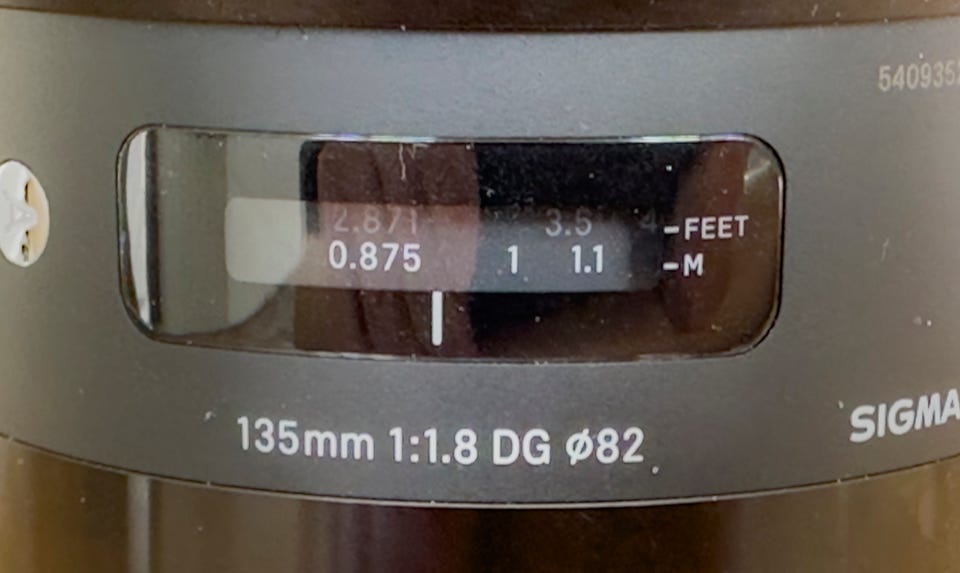 540935
2.871 3.5 4 -FEET
0.875 1 1.1 -M
135mm 1:1.8 DG ø82
SIGMA